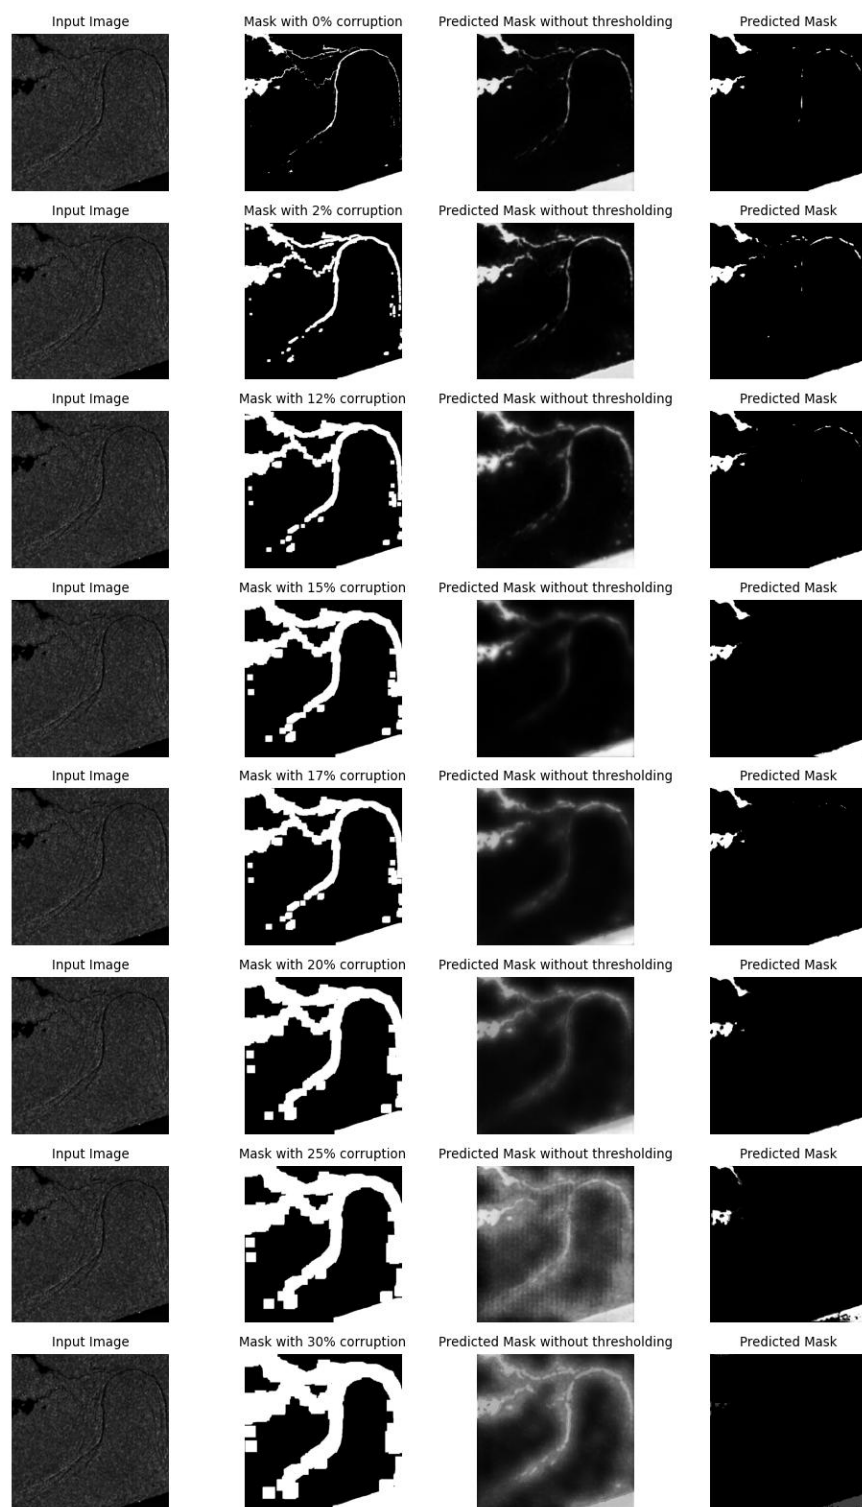 Input Image Mask with 0% corruption Predicted Mask without thresholding Predicted Mask
Input Image Mask with 2% corruption Predicted Mask without thresholding Predicted Mask
Input Image Mask with 12% corruption Predicted Mask without thresholding Predicted Mask
Input Image Mask with 15% corruption Predicted Mask without thresholding Predicted Mask
Input Image Mask with 17% corruption Predicted Mask without thresholding Predicted Mask
Input Image Mask with 20% corruption Predicted Mask without thresholding Predicted Mask
Input Image Mask with 25% corruption Predicted Mask without thresholding Predicted Mask
Input Image Mask with 30% corruption Predicted Mask without thresholding Predicted Mask